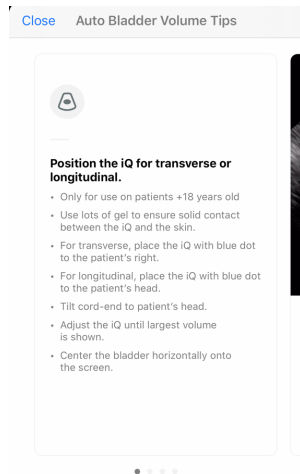 Close Auto Bladder Volume Tips
Position the iQ for transverse or
longitudinal.
• Only for use on patients +18 years old
• Use lots of gel to ensure solid contact
between the iQ and the skin.
• For transverse, place the iQ with blue dot
to the patient's right.
• For longitudinal, place the iQ with blue dot
to the patient's head.
• Tilt cord-end to patient's head.
• Adjust the iQ until largest volume
is shown.
• Center the bladder horizontally onto
the screen.